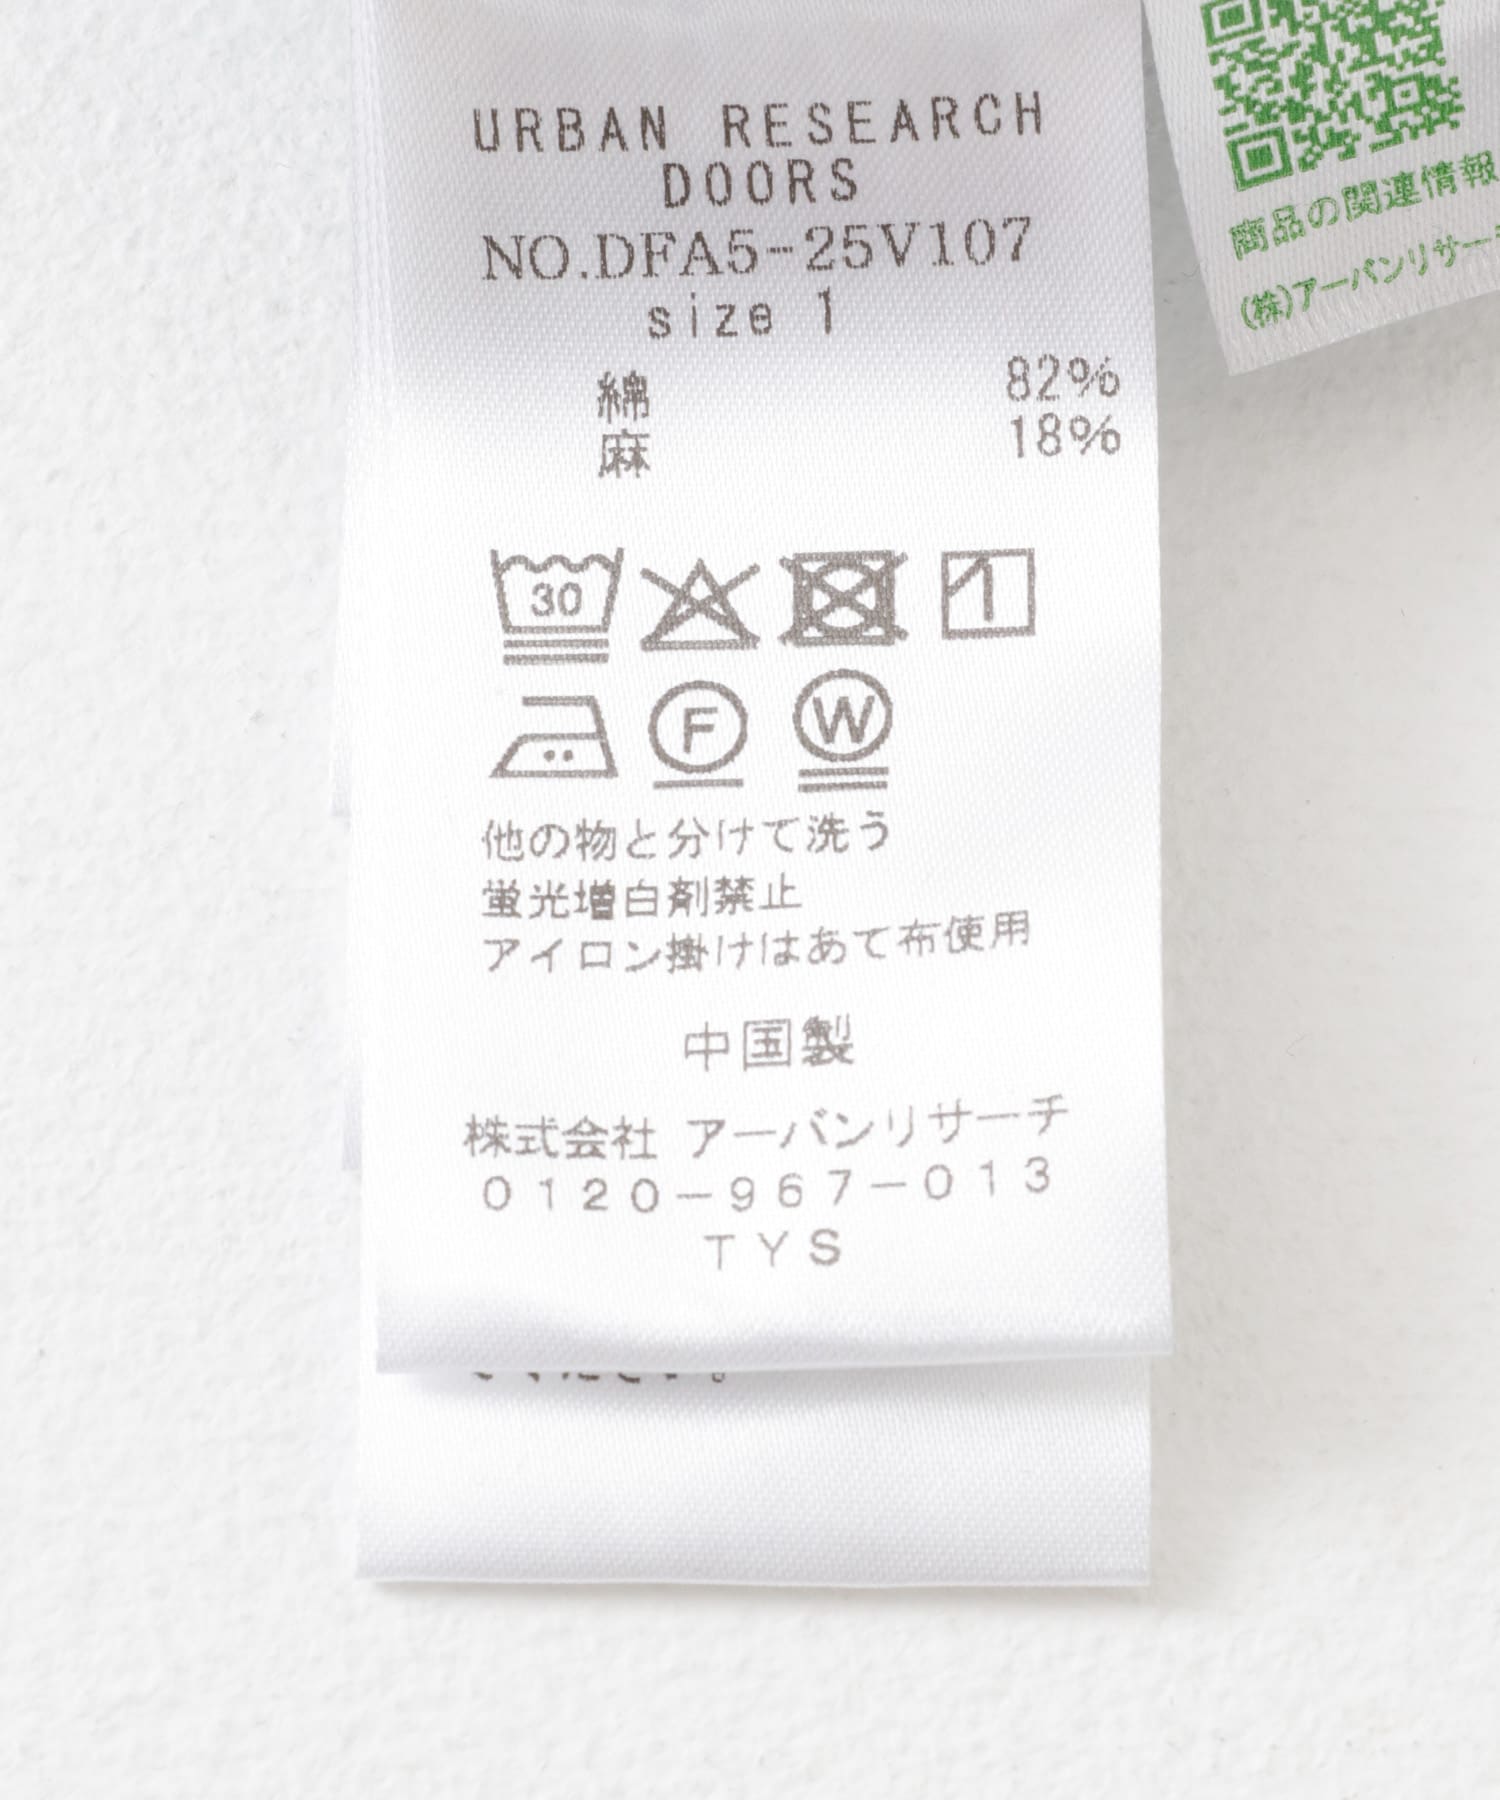 URBAN RESEARCH
DOORS
NO.DFA5-25V107
size 1
綿 82%
麻 18%
30
F W
他の物と分けて洗う
蛍光増白剤禁止
アイロン掛けはあて布使用
中国製
株式会社 アーバンリサーチ
0120-967-013
TYS
商品の関連情報
(株)アーバンリサーチ